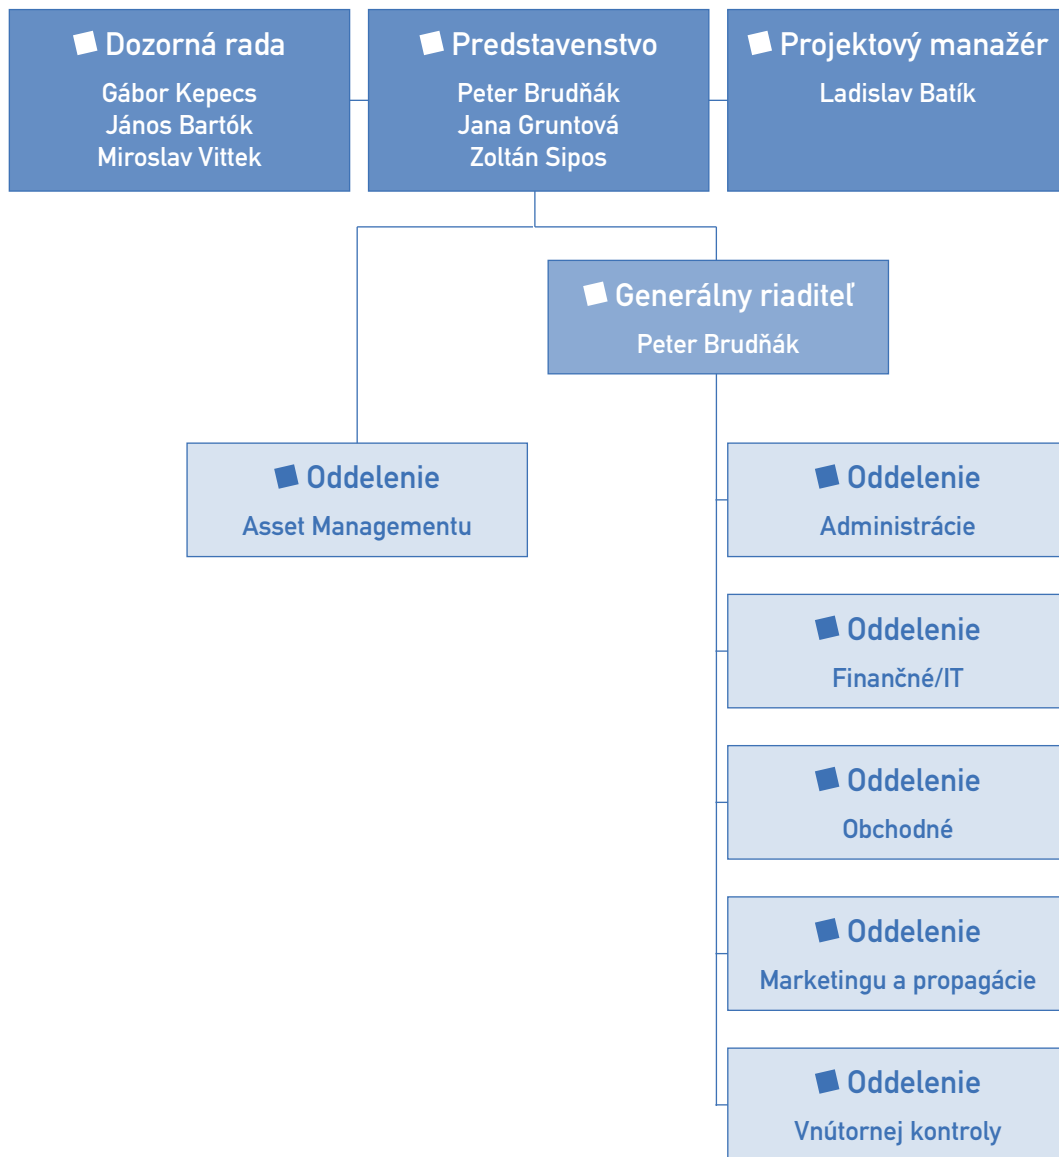 Dozorná rada
Gábor Kepecs
János Bartók
Miroslav Vittek
Predstavenstvo
Peter Brudňák
Jana Gruntová
Zoltán Sipos
Projektový manažér
Ladislav Batík
Generálny riaditeľ
Peter Brudňák
Oddelenie
Asset Managementu
Oddelenie
Administrácie
Oddelenie
Finančné/IT
Oddelenie
Obchodné
Oddelenie
Marketingu a propagácie
Oddelenie
Vnútornej kontroly